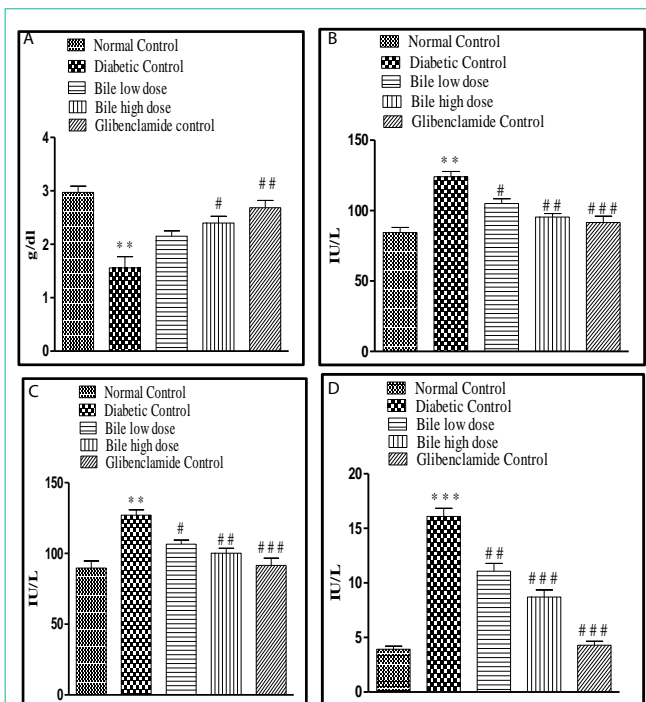 A
Normal Control
Diabetic Control
Bile low dose
Bile high dose
Glibenclamide control
4
3
2
1
0
g/dl
**
#
##
B
Normal Control
Diabetic Control
Bile low dose
Bile high dose
Glibenclamide Control
150
100
50
0
IU/L
**
#
##
###
C
Normal Control
Diabetic Control
Bile low dose
Bile high dose
Glibenclamide Control
150
100
50
0
IU/L
**
#
##
###
D
Normal Control
Diabetic Control
Bile low dose
Bile high dose
Glibenclamide Control
20
15
10
5
0
IU/L
***
##
###
###